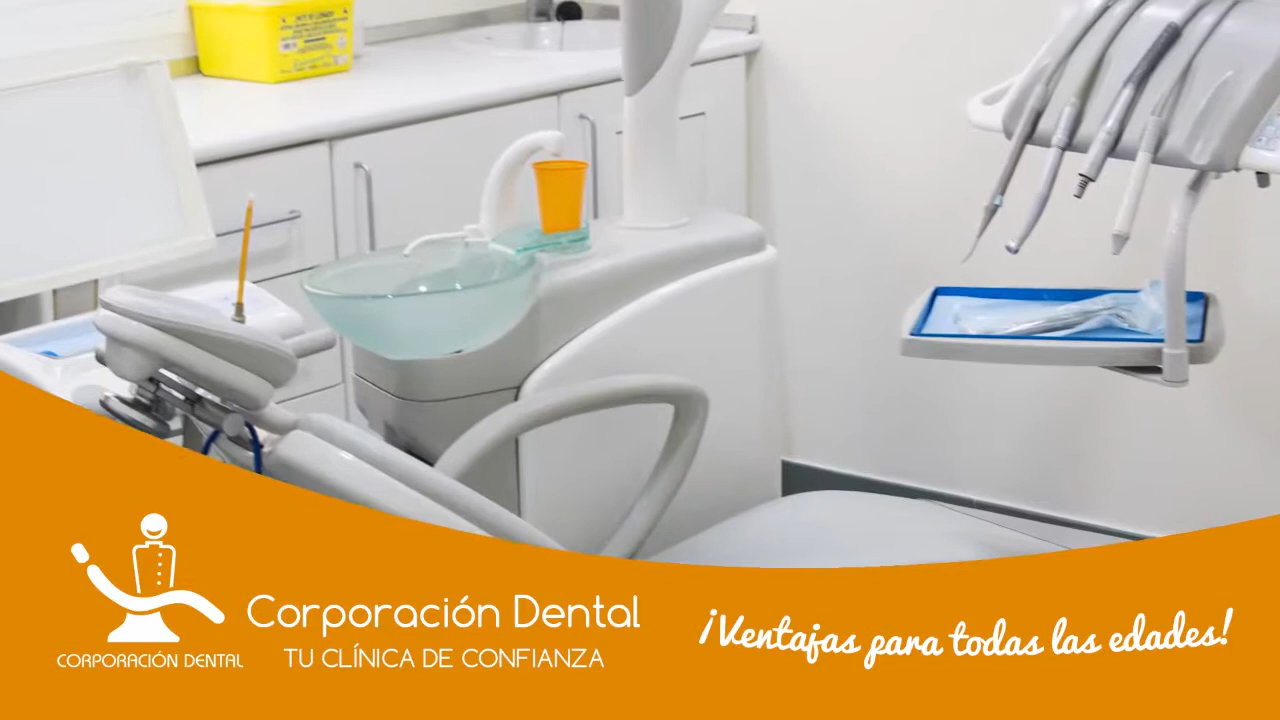 Corporación Dental
TU CLÍNICA DE CONFIANZA
CORPORACIÓN DENTAL
¡Ventajas para todas las edades!